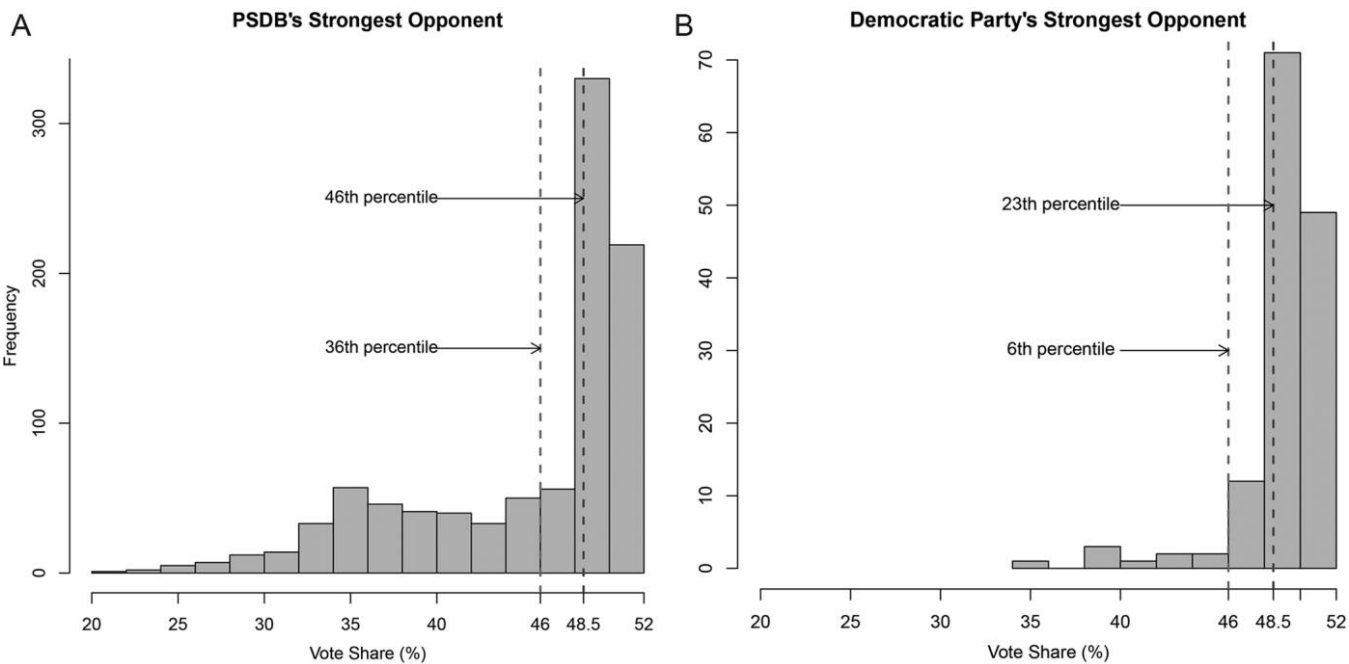 A
PSDB's Strongest Opponent
Frequency
300
200
100
0
46th percentile
36th percentile
20 25 30 35 40 46 48.5 52
Vote Share (%)
B
Democratic Party's Strongest Opponent
70
60
50
40
30
20
10
0
23th percentile
6th percentile
20 25 30 35 40 46 48.5 52
Vote Share (%)